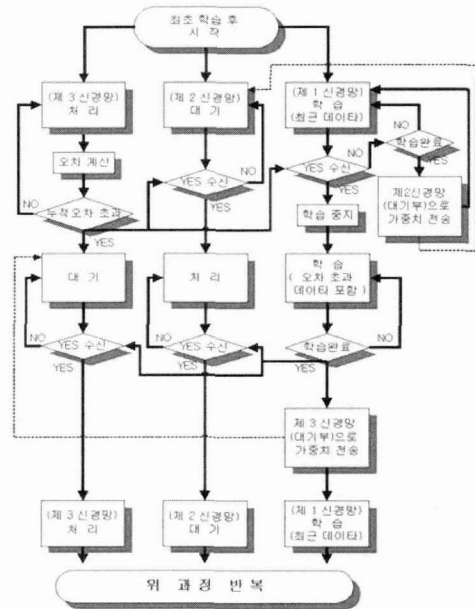 최초 학습 후
시 작
(제 3 신경망)
처 리
(제 2 신경망)
대 기
(제 1 신경망)
학 습
(최근 데이타)
NO
학습완료
YES
오차 계산
NO
YES 수신
YES 수신
NO
YES
제2신경망
(대기부)으로
가중치 전송
NO
누적오차 초과
YES
YES
학습 중지
대 기
처 리
학 습
( 오차 초과
데이타 포함 )
NO
YES 수신
YES
NO
YES 수신
YES
학습완료
NO
YES
제 3 신경망
(대기부)으로
가중치 전송
(제 3 신경망)
처 리
(제 2 신경망)
대 기
(제 1 신경망)
학 습
(최근 데이타)
위 과정 반복